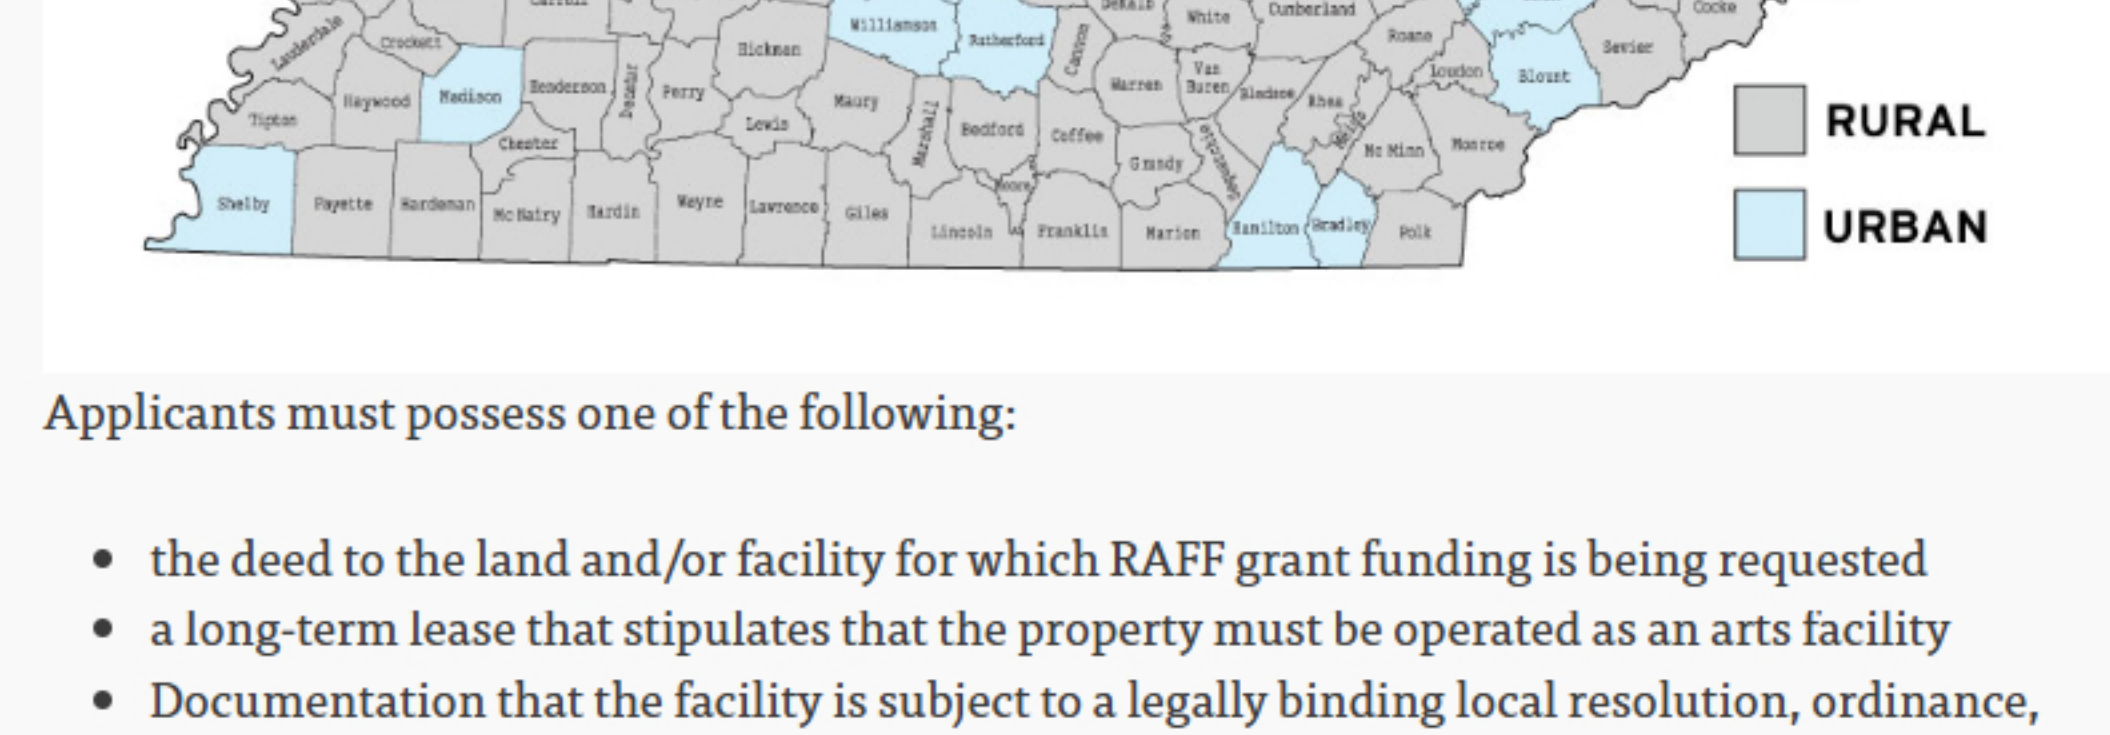 Williamson
Rutherford
White
Cumberland
Cocke
Lauderdale
Crockett
Hickman
Cannon
Roane
Sevier
Haywood
Madison
Henderson
Decatur
Perry
Maury
Warren
Van
Buren
Bledsoe
Rhea
Loudon
Blount
RURAL
Tipton
Chester
Lewis
Marshall
Bedford
Coffee
Grundy
Sequatchie
Meigs
Mc Minn
Monroe
Shelby
Fayette
Hardeman
McNairy
Hardin
Wayne
Lawrence
Giles
Moore
Lincoln
Franklin
Marion
Hamilton
Bradley
Polk
URBAN
Applicants must possess one of the following:
• the deed to the land and/or facility for which RAFF grant funding is being requested
• a long-term lease that stipulates that the property must be operated as an arts facility
• Documentation that the facility is subject to a legally binding local resolution, ordinance,